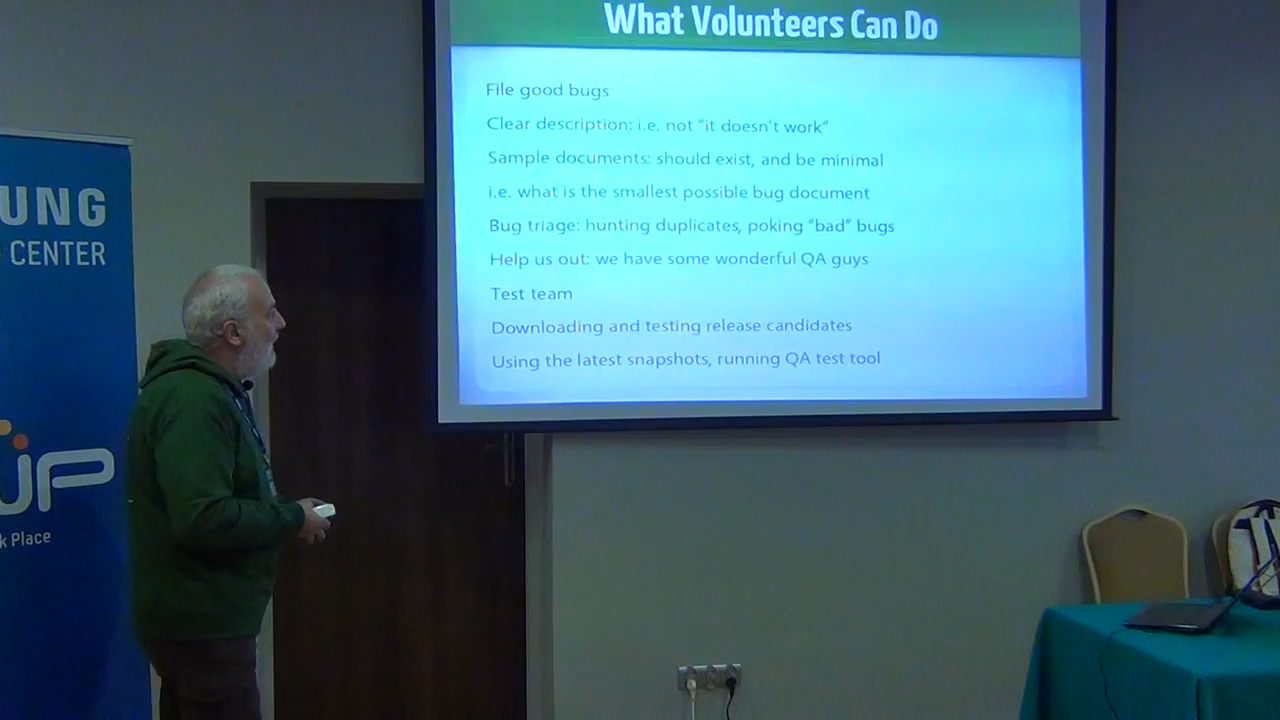 What Volunteers Can Do
File good bugs
Clear description: i.e. not "it doesn't work"
Sample documents: should exist, and be minimal
i.e. what is the smallest possible bug document
Bug triage: hunting duplicates, poking "bad" bugs
Help us out: we have some wonderful QA guys
Test team
Downloading and testing release candidates
Using the latest snapshots, running QA test tool
UNG
CENTER
UP
k Place